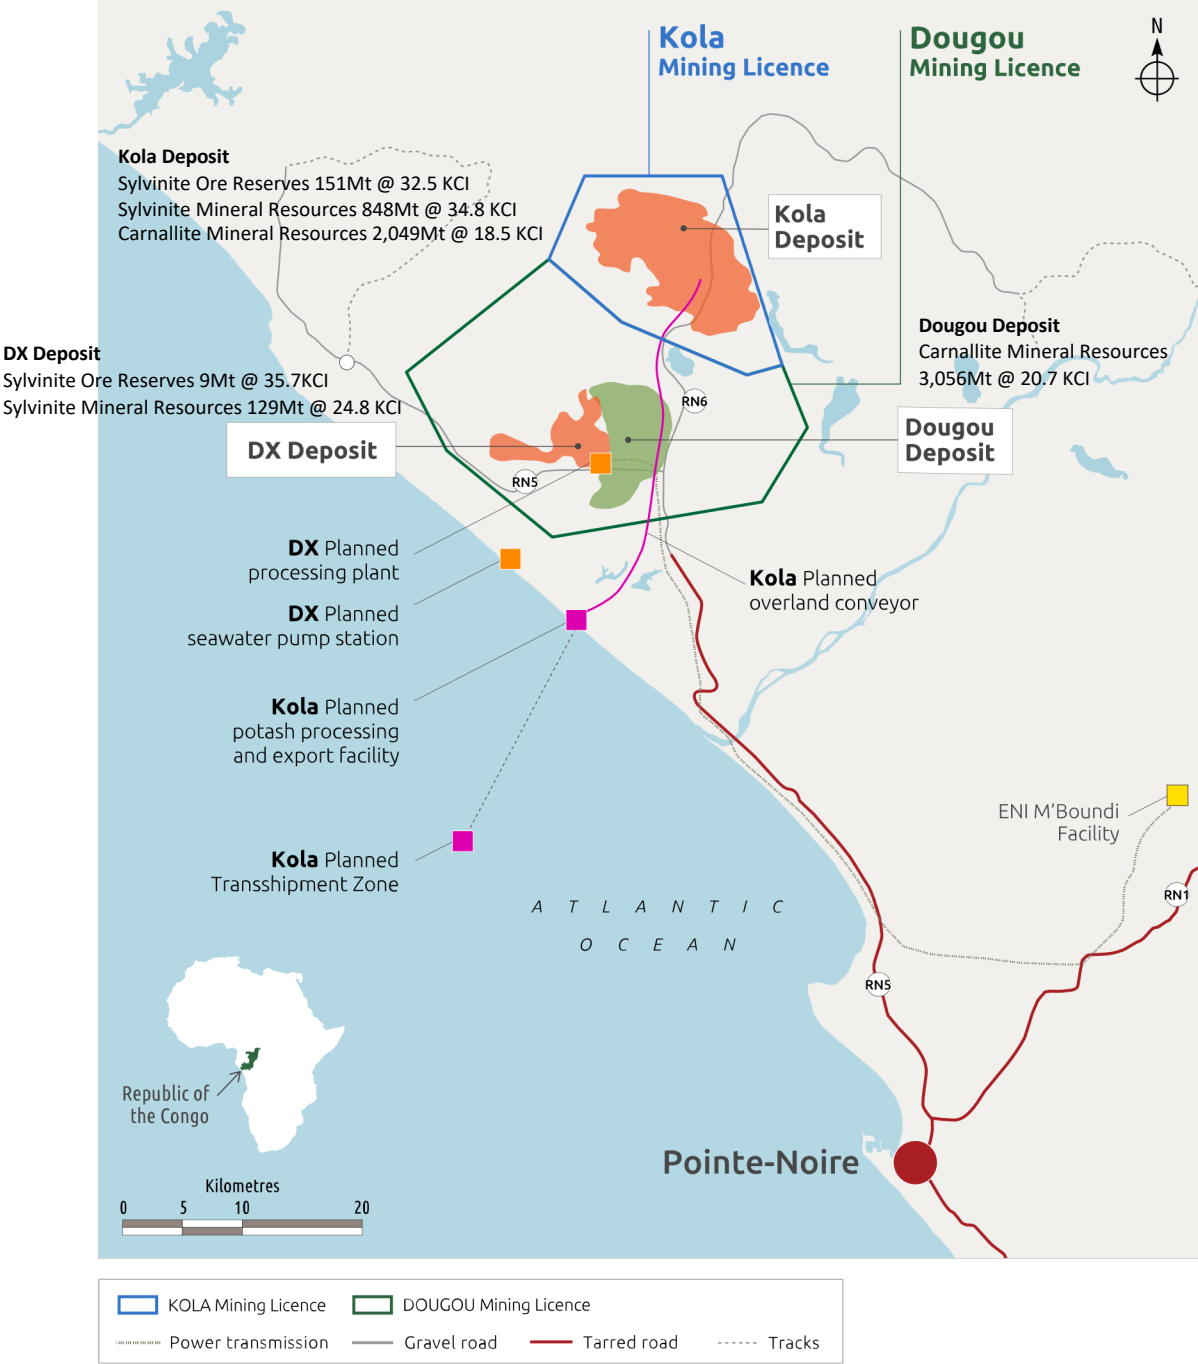 Kola
Mining Licence
Dougou
Mining Licence
N
Kola Deposit
Sylvinite Ore Reserves 151Mt @ 32.5 KCl
Sylvinite Mineral Resources 848Mt @ 34.8 KCl
Carnallite Mineral Resources 2,049Mt @ 18.5 KCl
Kola
Deposit
DX Deposit
Sylvinite Ore Reserves 9Mt @ 35.7KCl
Sylvinite Mineral Resources 129Mt @ 24.8 KCl
Dougou Deposit
Carnallite Mineral Resources
3,056Mt @ 20.7 KCl
RN6
DX Deposit
Dougou
Deposit
RN5
DX Planned
processing plant
DX Planned
seawater pump station
Kola Planned
overland conveyor
Kola Planned
potash processing
and export facility
ENI M'Boundi
Facility
Kola Planned
Transshipment Zone
RN1
ATLANTIC
OCEAN
RN5
Republic of
the Congo
Pointe-Noire
Kilometres
0 5 10 20
KOLA Mining Licence DOUGOU Mining Licence
Power transmission Gravel road Tarred road Tracks